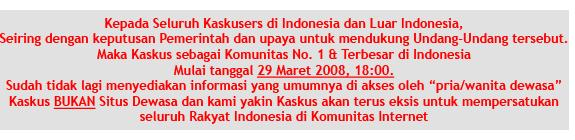 Kepada Seluruh Kaskusers di Indonesia dan Luar Indonesia,
Seiring dengan keputusan Pemerintah dan upaya untuk mendukung Undang-Undang tersebut.
Maka Kaskus sebagai Komunitas No. 1 & Terbesar di Indonesia
Mulai tanggal 29 Maret 2008, 18:00.
Sudah tidak lagi menyediakan informasi yang umumnya di akses oleh “pria/wanita dewasa”
Kaskus BUKAN Situs Dewasa dan kami yakin Kaskus akan terus eksis untuk mempersatukan
seluruh Rakyat Indonesia di Komunitas Internet